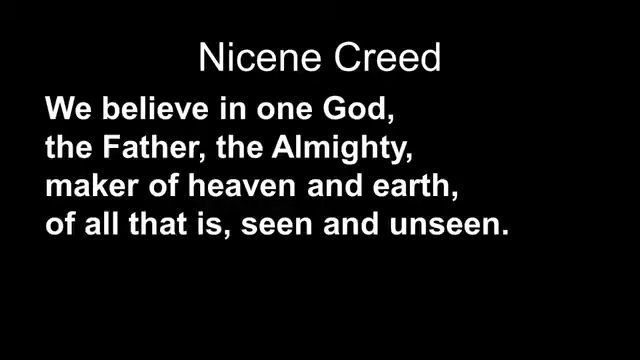 Nicene Creed
We believe in one God,
the Father, the Almighty,
maker of heaven and earth,
of all that is, seen and unseen.